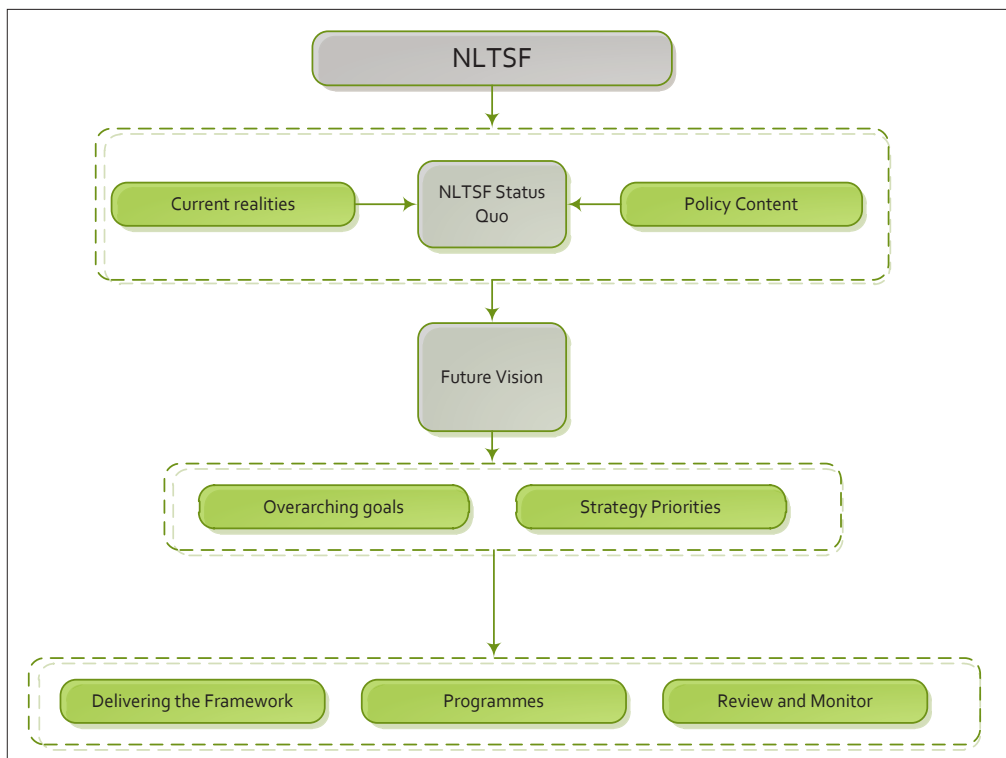 NLTSF
Current realities
NLTSF Status
Quo
Policy Content
Future Vision
Overarching goals
Strategy Priorities
Delivering the Framework
Programmes
Review and Monitor